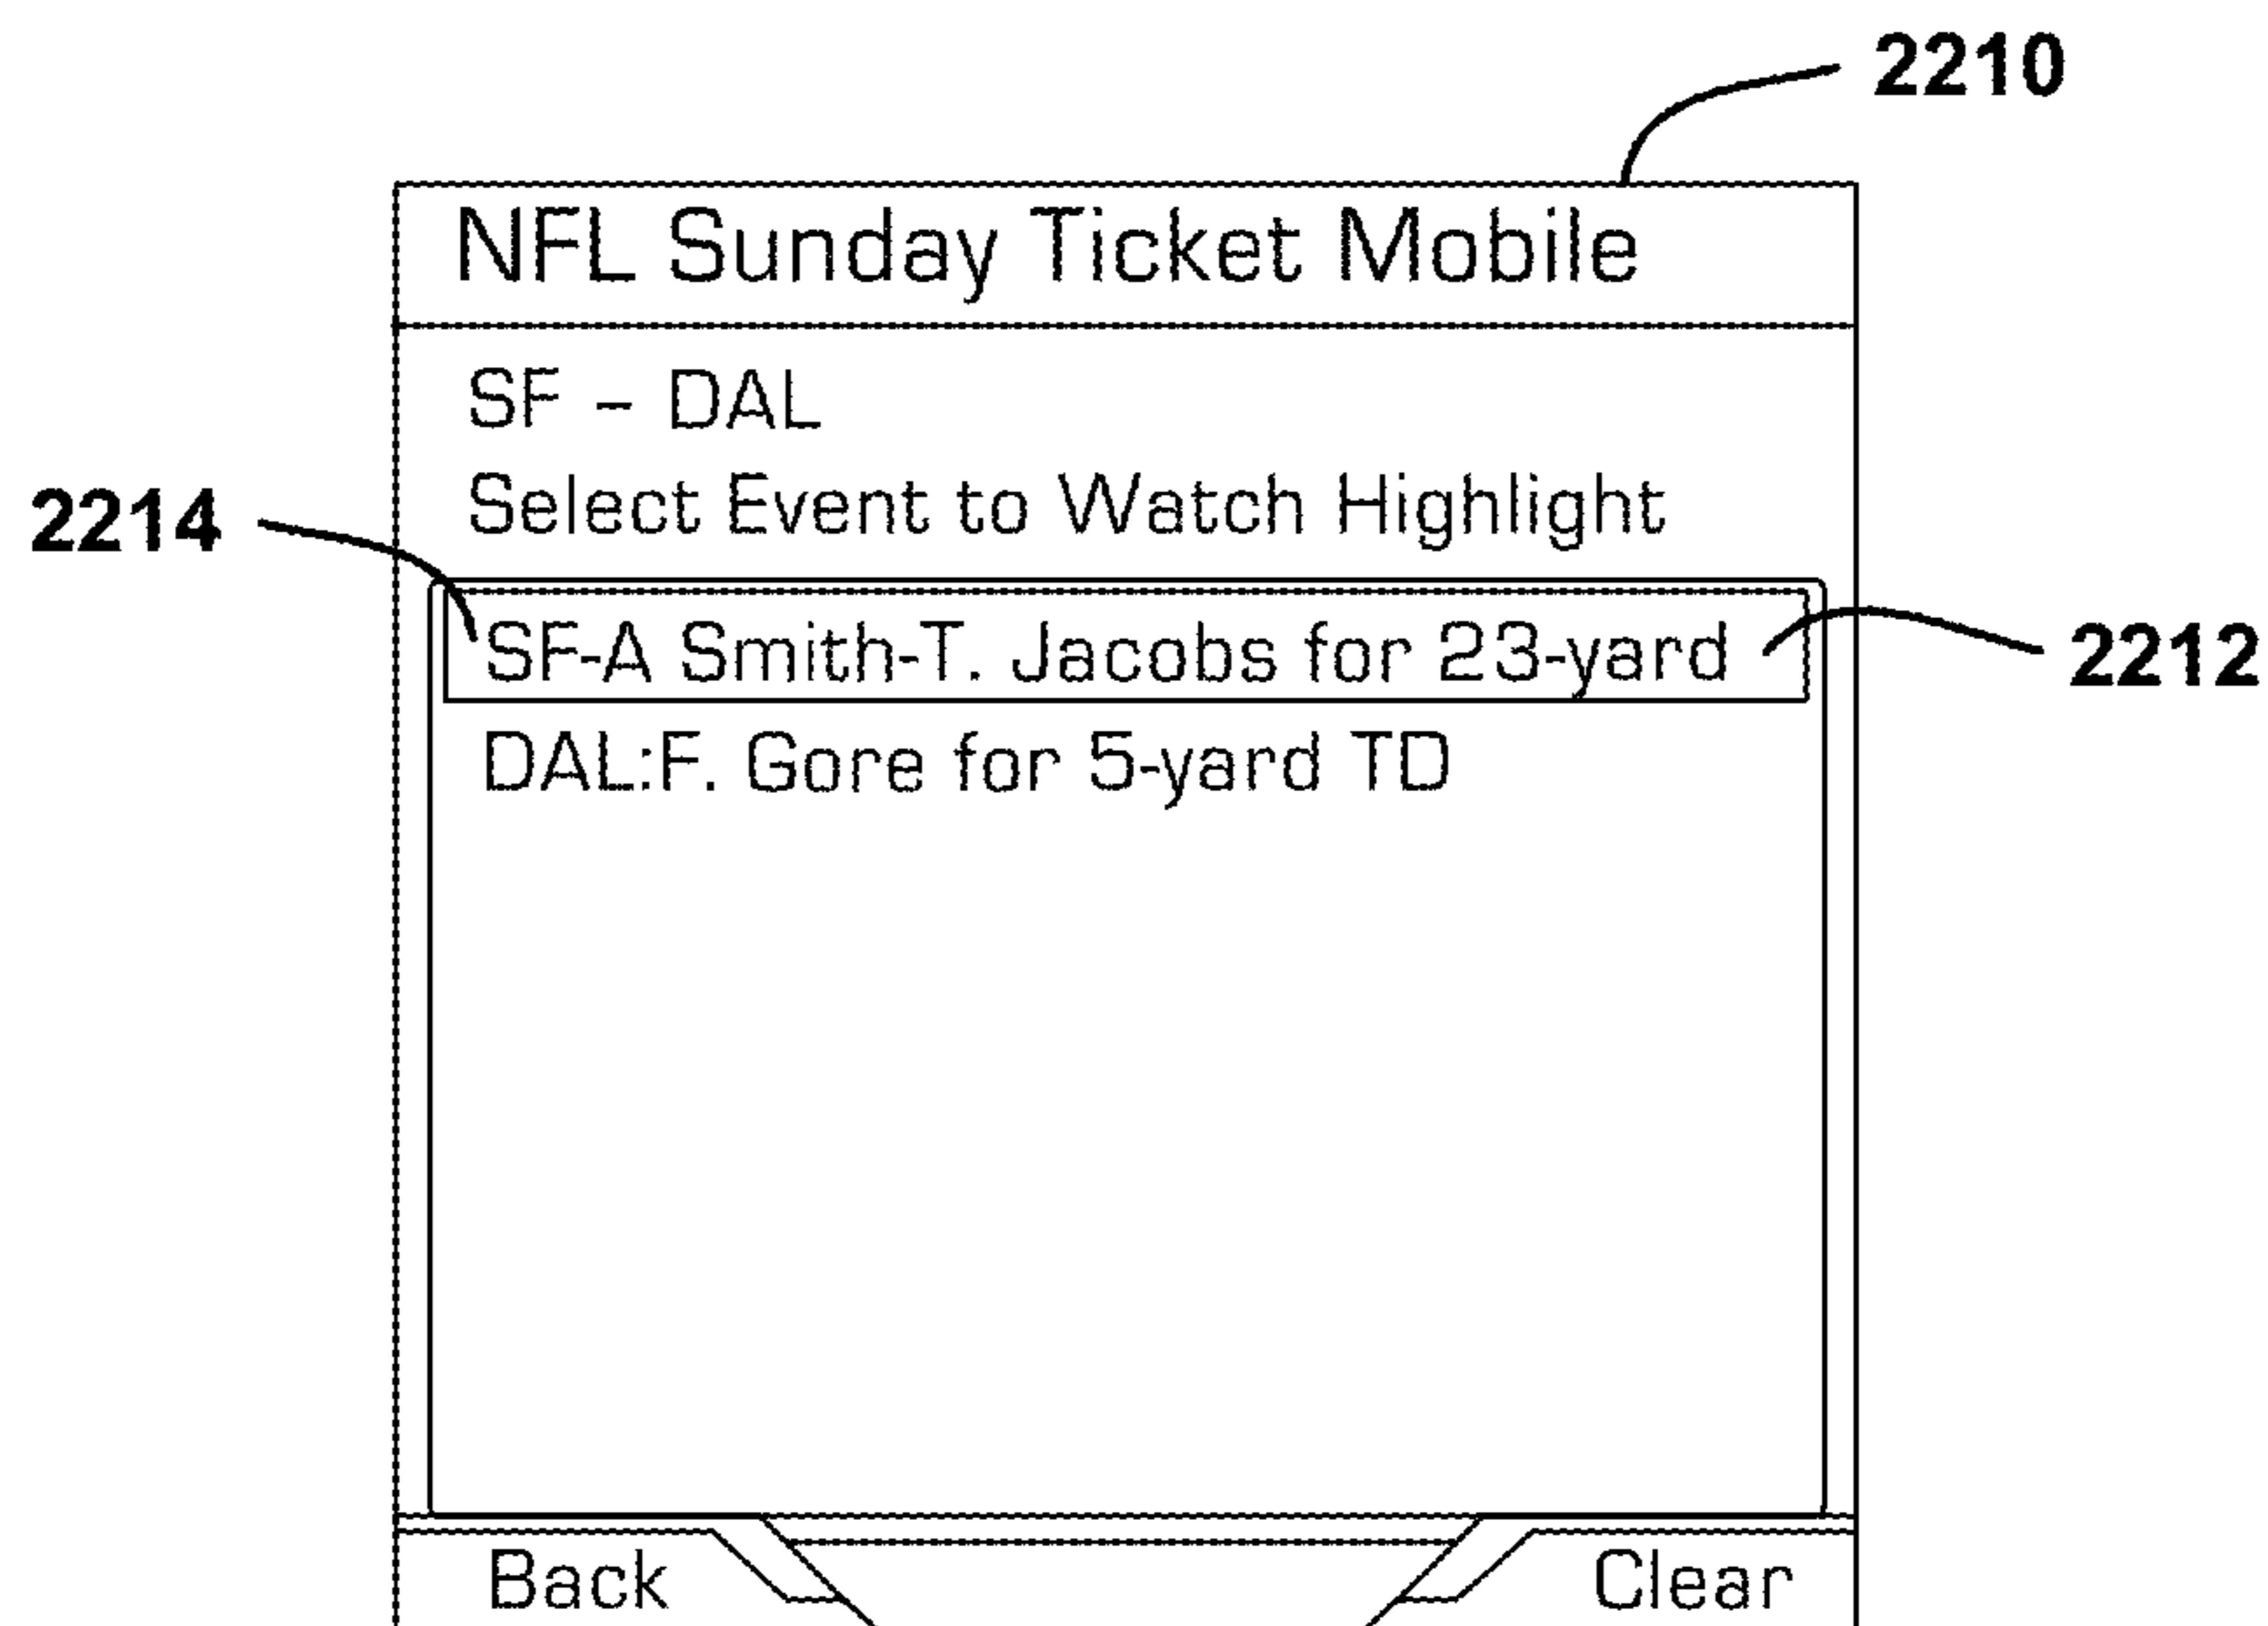 2210
NFL Sunday Ticket Mobile
SF – DAL
Select Event to Watch Highlight
2214
SF-A Smith-T. Jacobs for 23-yard
2212
DAL:F. Gore for 5-yard TD
Back
Clear